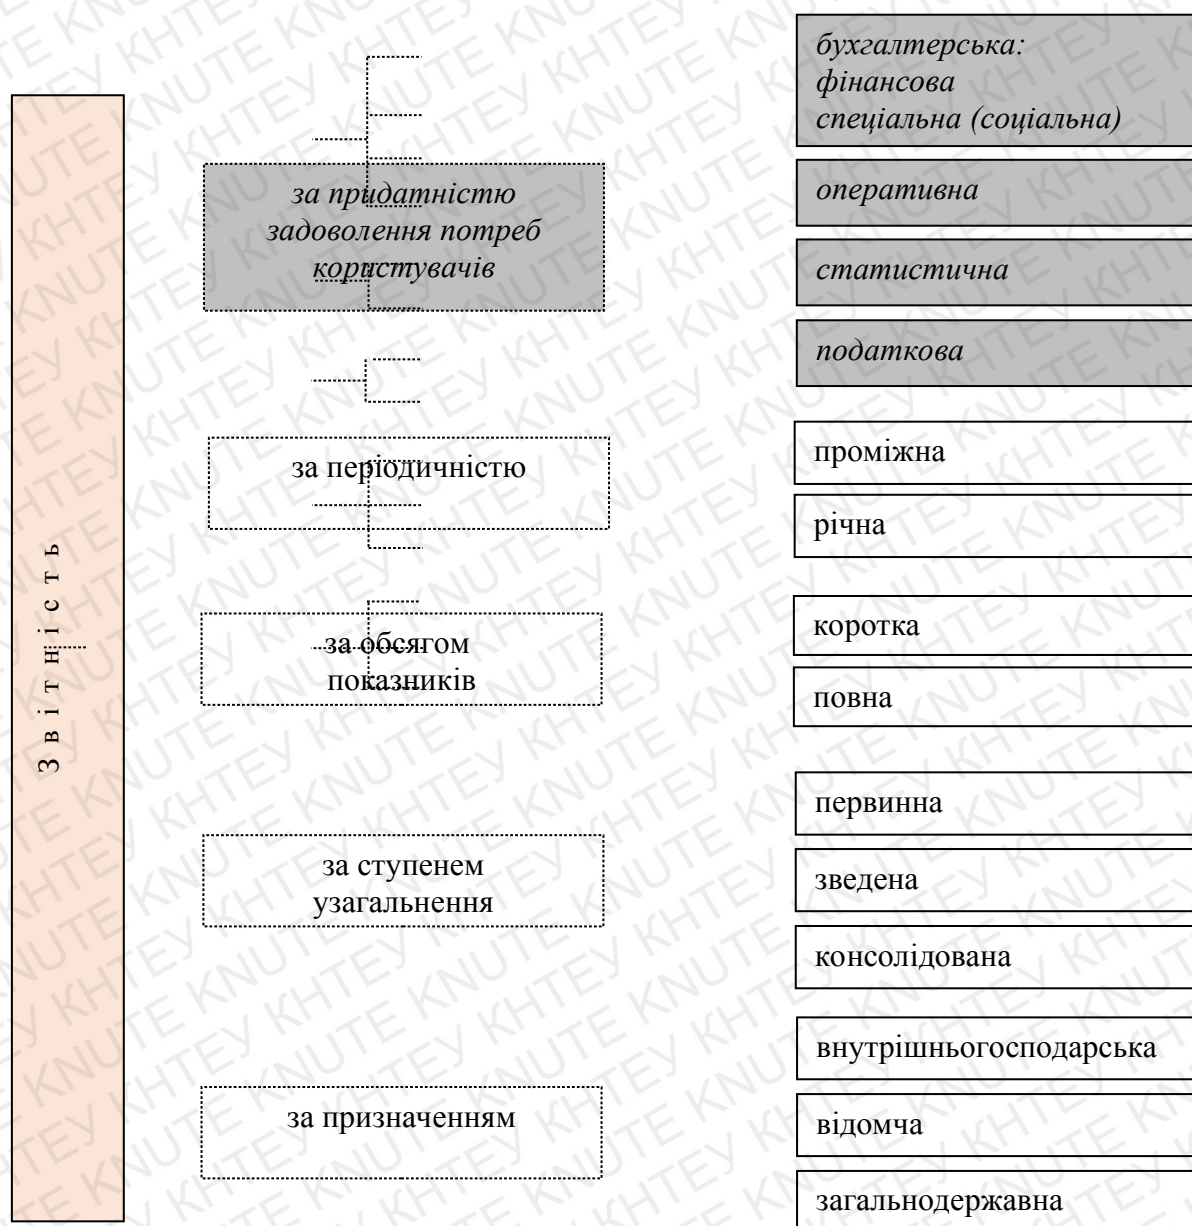 Звітність
за придатністю
задоволення потреб
користувачів
бухгалтерська:
фінансова
спеціальна (соціальна)
оперативна
статистична
податкова
за періодичністю
проміжна
річна
за обсягом
показників
коротка
повна
за ступенем
узагальнення
первинна
зведена
консолідована
за призначенням
внутрішньогосподарська
відомча
загальнодержавна